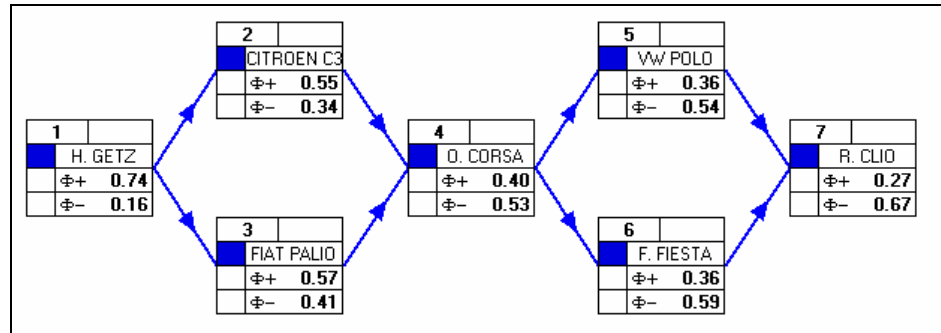 1
H. GETZ
Φ+ 0.74
Φ− 0.16
2
CITROEN C3
Φ+ 0.55
Φ− 0.34
3
FIAT PALIO
Φ+ 0.57
Φ− 0.41
4
O. CORSA
Φ+ 0.40
Φ− 0.53
5
VW POLO
Φ+ 0.36
Φ− 0.54
6
F. FIESTA
Φ+ 0.36
Φ− 0.59
7
R. CLIO
Φ+ 0.27
Φ− 0.67